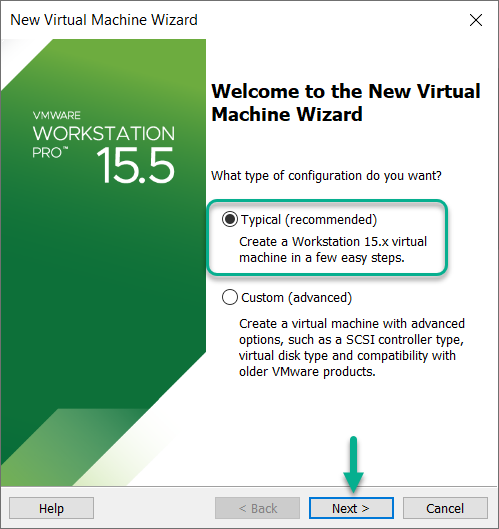 New Virtual Machine Wizard
VMWARE
WORKSTATION
PRO™
15.5
Welcome to the New Virtual
Machine Wizard
What type of configuration do you want?
Typical (recommended)
Create a Workstation 15.x virtual
machine in a few easy steps.
Custom (advanced)
Create a virtual machine with advanced
options, such as a SCSI controller type,
virtual disk type and compatibility with
older VMware products.
Help
< Back
Next >
Cancel